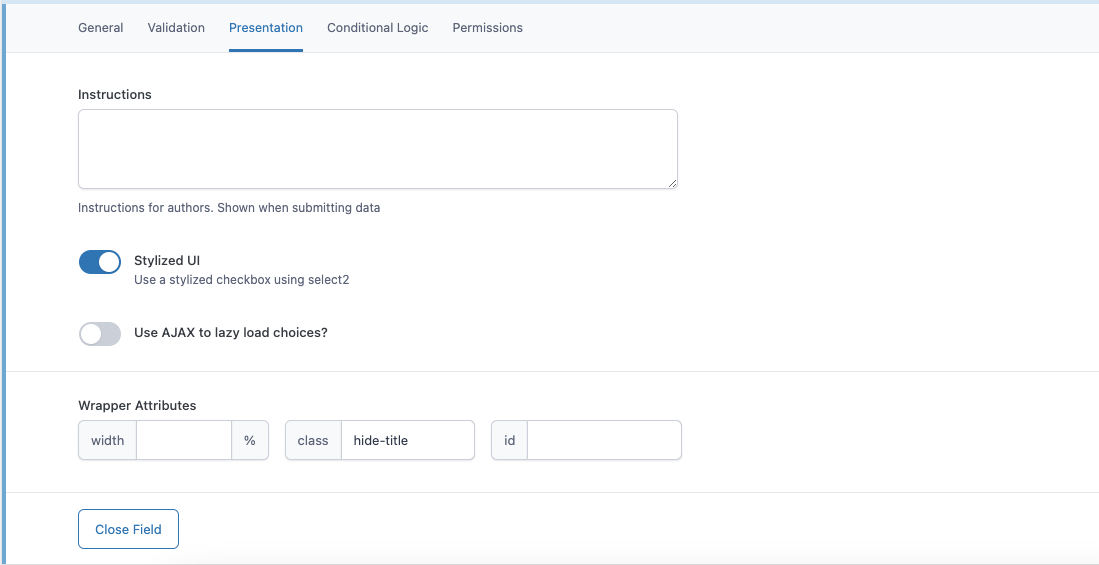 General Validation Presentation Conditional Logic Permissions
Instructions
Instructions for authors. Shown when submitting data
Stylized UI
Use a stylized checkbox using select2
Use AJAX to lazy load choices?
Wrapper Attributes
width % class hide-title id
Close Field